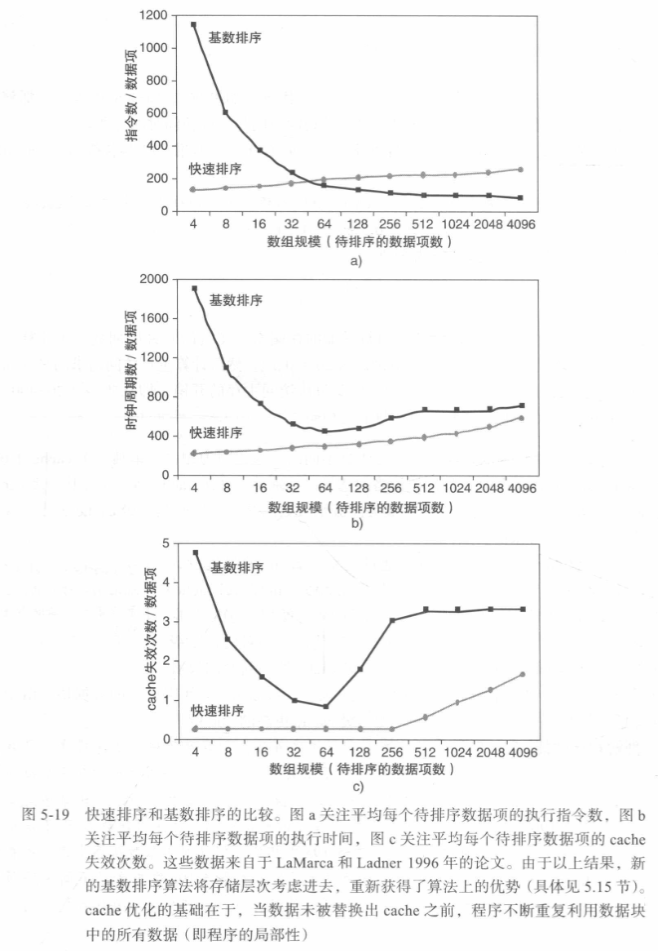 1200
1000
800
600
400
200
0
指令数 / 数据项
基数排序
快速排序
4 8 16 32 64 128 256 512 1024 2048 4096
数组规模(待排序的数据项数)
a)
2000
1600
1200
800
400
0
时钟周期数 / 数据项
基数排序
快速排序
4 8 16 32 64 128 256 512 1024 2048 4096
数组规模(待排序的数据项数)
b)
5
4
3
2
1
0
cache失效次数 / 数据项
基数排序
快速排序
4 8 16 32 64 128 256 512 1024 2048 4096
数组规模(待排序的数据项数)
c)
图 5-19 快速排序和基数排序的比较。图 a 关注平均每个待排序数据项的执行指令数,图 b
关注平均每个待排序数据项的执行时间,图 c 关注平均每个待排序数据项的 cache
失效次数。这些数据来自于 LaMarca 和 Ladner 1996 年的论文。由于以上结果,新
的基数排序算法将存储层次考虑进去,重新获得了算法上的优势(具体见 5.15 节)。
cache 优化的基础在于,当数据未被替换出 cache 之前,程序不断重复利用数据块
中的所有数据(即程序的局部性)